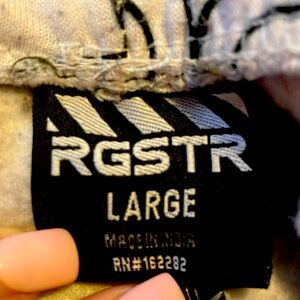 RGSTR
LARGE
MADE IN INDIA
RN#162282